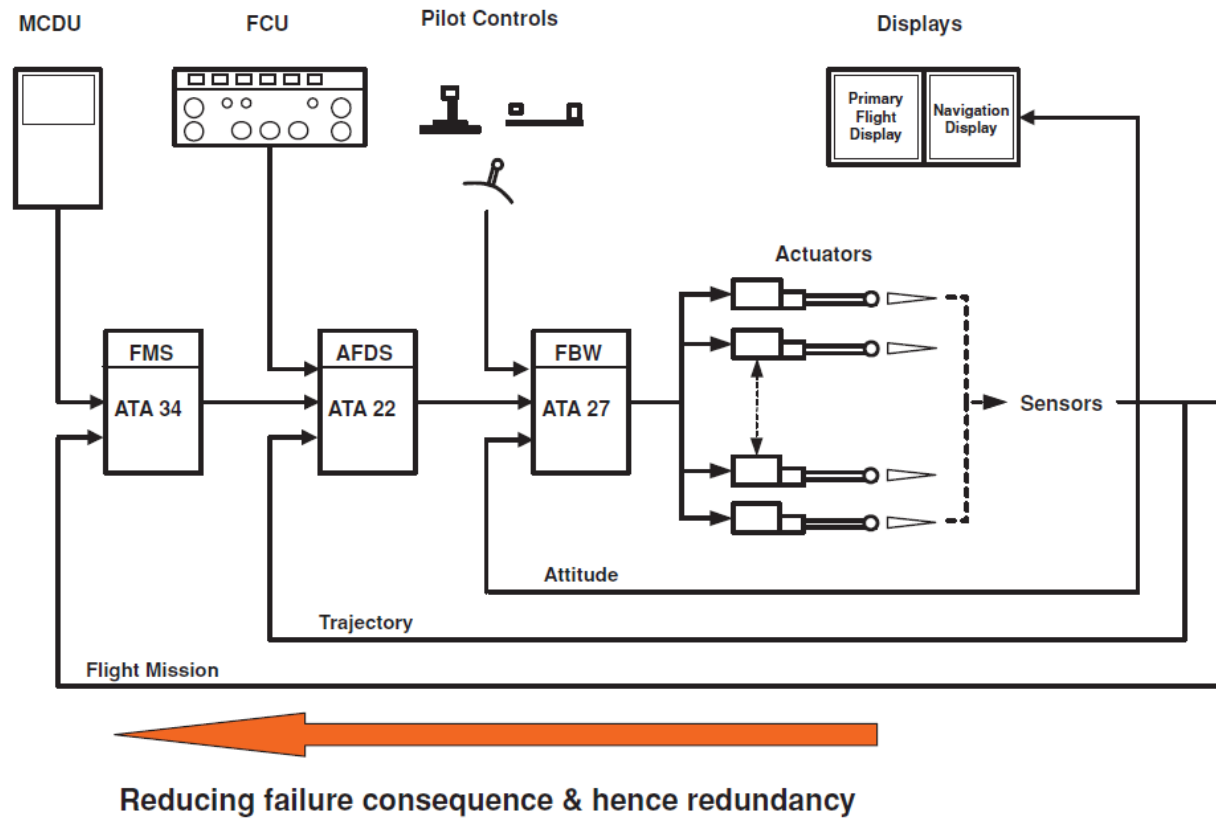 MCDU
FCU
Pilot Controls
Displays
Primary
Flight
Display
Navigation
Display
Actuators
FMS
ATA 34
AFDS
ATA 22
FBW
ATA 27
Sensors
Attitude
Trajectory
Flight Mission
Reducing failure consequence & hence redundancy